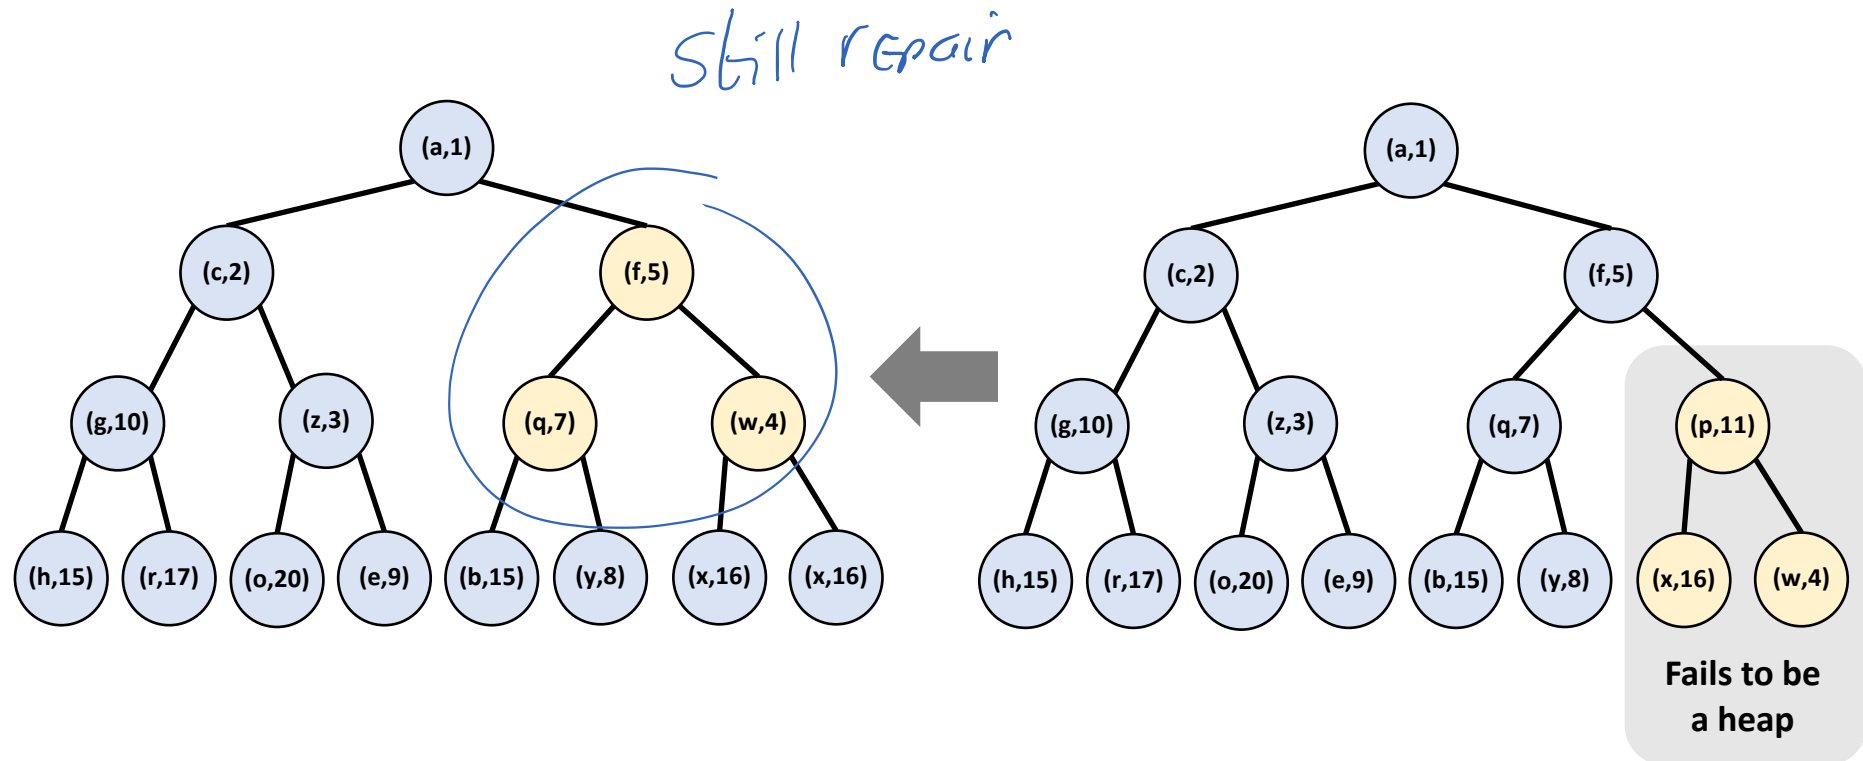 Still repair
(a,1)
(c,2) (f,5)
(g,10) (z,3) (q,7) (w,4)
(h,15) (r,17) (o,20) (e,9) (b,15) (y,8) (x,16) (x,16)
(a,1)
(c,2) (f,5)
(g,10) (z,3) (q,7) (p,11)
(h,15) (r,17) (o,20) (e,9) (b,15) (y,8) (x,16) (w,4)
Fails to be
a heap